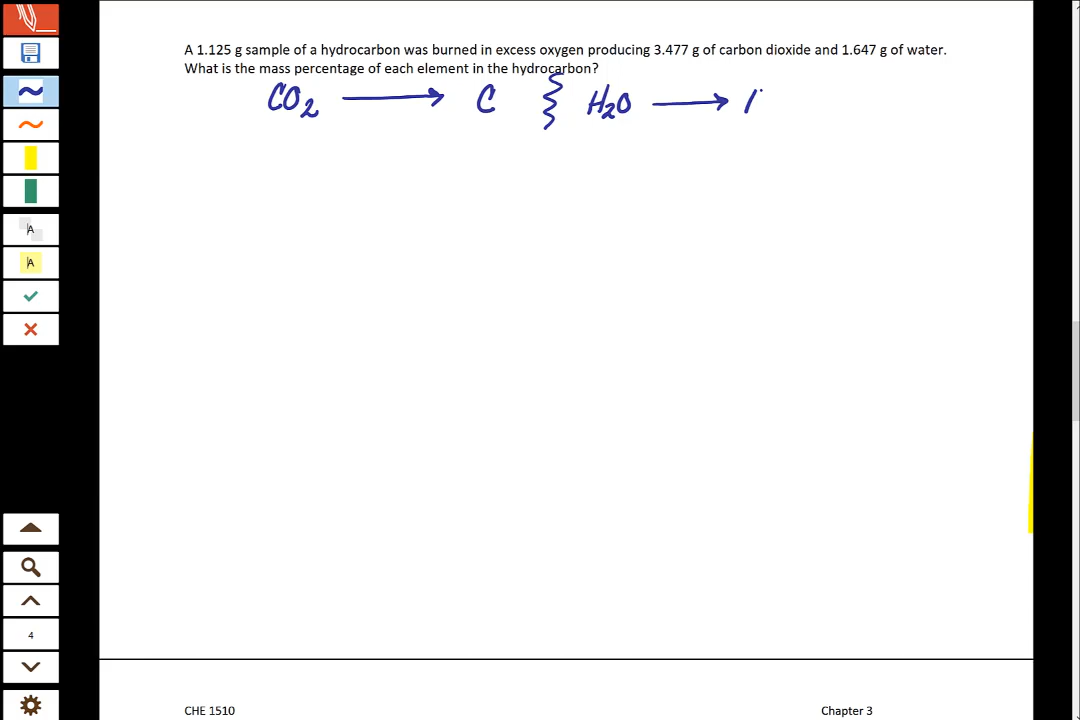 A 1.125 g sample of a hydrocarbon was burned in excess oxygen producing 3.477 g of carbon dioxide and 1.647 g of water.
What is the mass percentage of each element in the hydrocarbon?
CO₂ ⟶ C H₂O ⟶
A
A
4
CHE 1510 Chapter 3